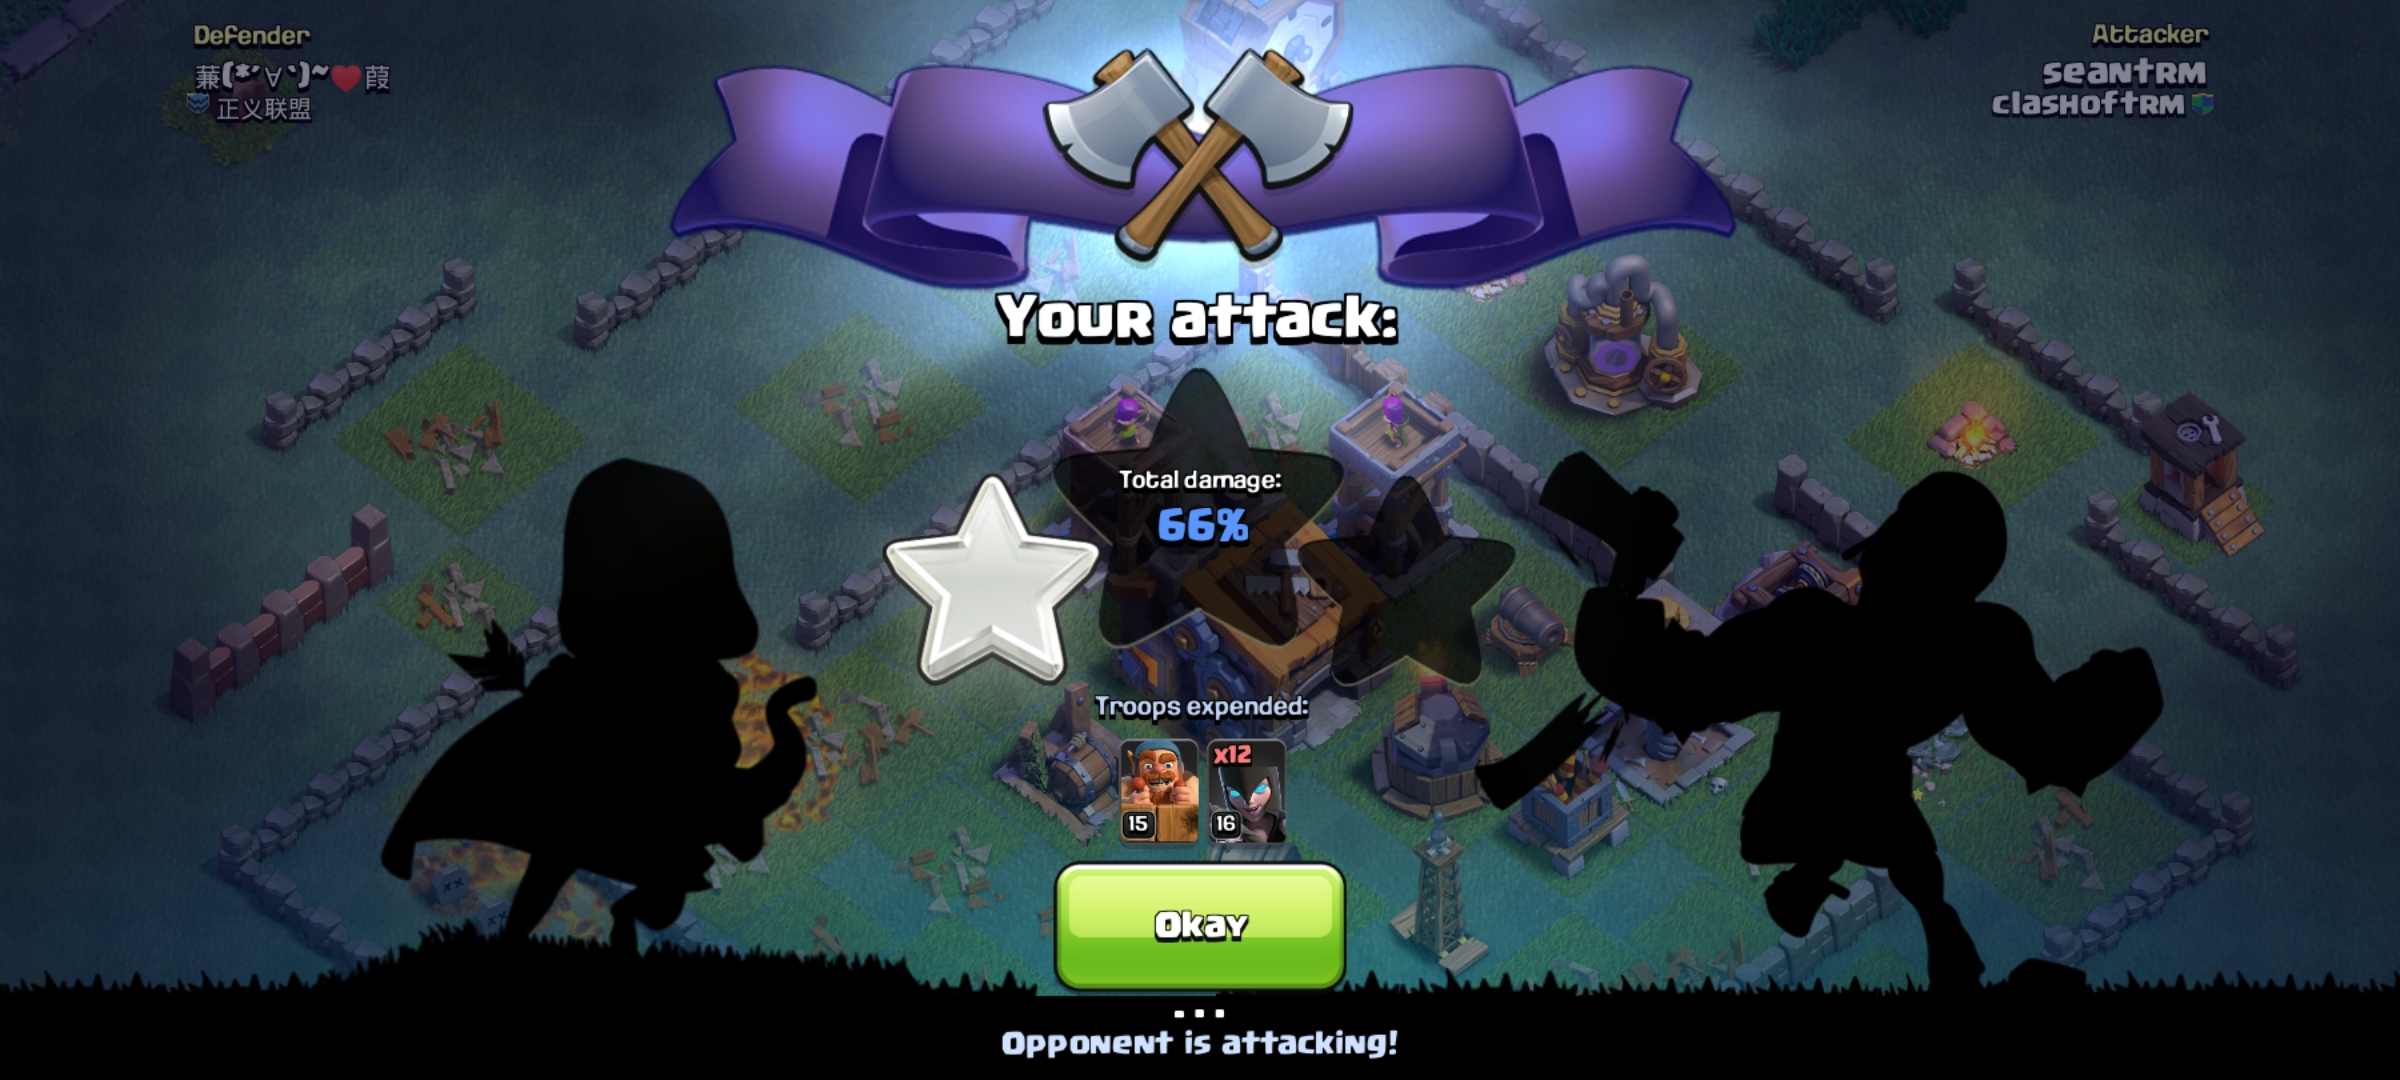 Defender
蒹(*'∀`)~❤️葭
正义联盟
Attacker
seantRM
clashoftRM
Your attack:
Total damage:
66%
Troops expended:
x12
15
16
Okay
...
Opponent is attacking!